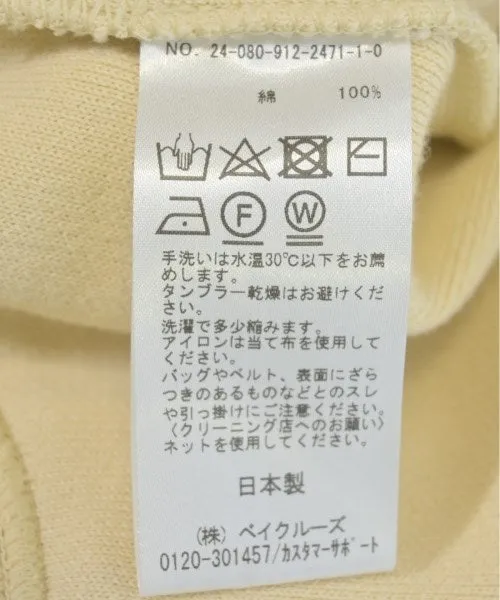 NO. 24-080-912-2471-1-0
綿 100%
F W
手洗いは水温30℃以下をお薦
めします。
タンブラー乾燥はお避けくだ
さい。
洗濯で多少縮みます。
アイロンは当て布を使用して
ください。
バッグやベルト、表面にざら
つきのあるものなどとのスレ
や引っ掛けにご注意ください。
〈クリーニング店へのお願い〉
ネットを使用してください。
日本製
(株) ベイクルーズ
0120-301457/カスタマーサポート